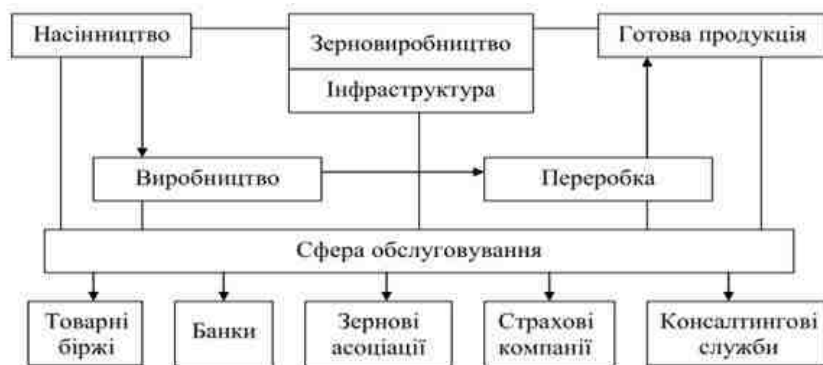 Насінництво
Зерновиробництво
Готова продукція
Інфраструктура
Виробництво
Переробка
Сфера обслуговування
Товарні
біржі
Банки
Зернові
асоціації
Страхові
компанії
Консалтингові
служби